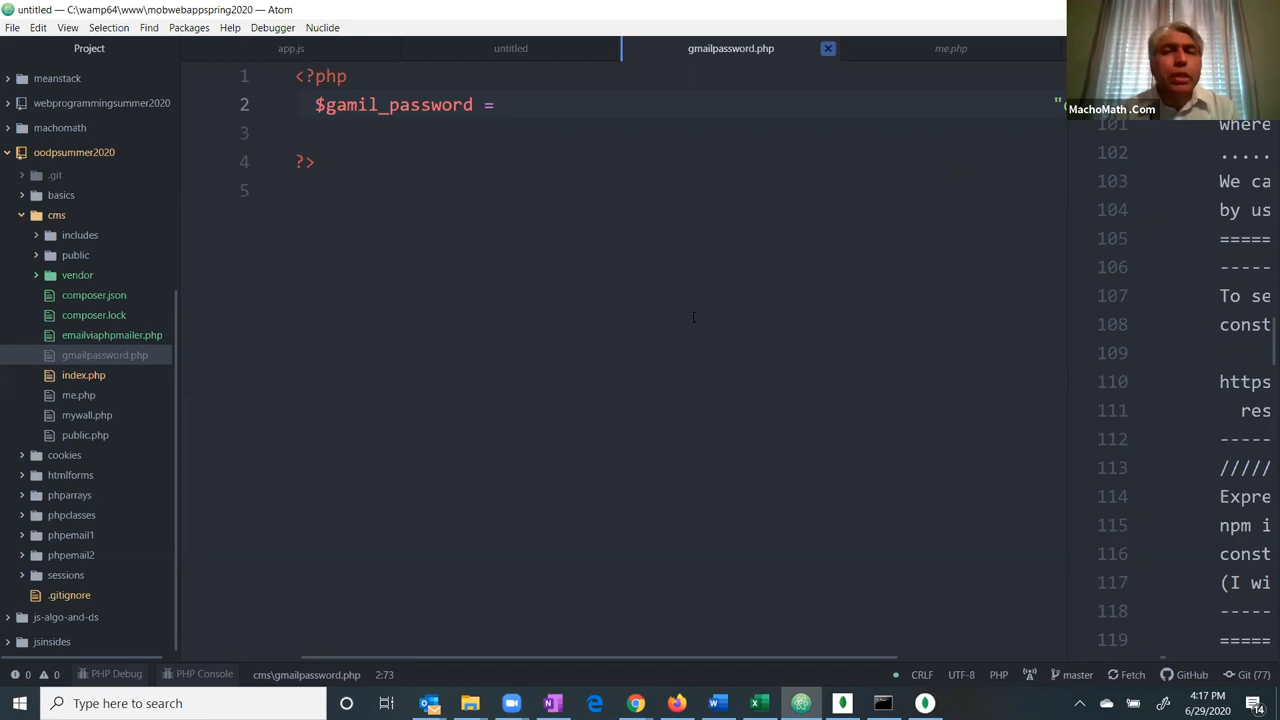 untitled — C:\wamp64\www\mobwebappspring2020 — Atom
File Edit View Selection Find Packages Help Debugger Nuclide
Project
app.js
untitled
gmailpassword.php
me.php
meanstack
webprogrammingsummer2020
machomath
oodpsummer2020
.git
basics
cms
includes
public
vendor
composer.json
composer.lock
emailviaphpmailer.php
gmailpassword.php
index.php
me.php
mywall.php
public.php
cookies
htmlforms
phparrays
phpclasses
phpemail1
phpemail2
sessions
.gitignore
js-algo-and-ds
jsinsides
1 <?php
2 $gamil_password = "
3
4 ?>
5
MachoMath .Com
101 where
102 .....
103 We ca
104 by us
105 =====
106 -----
107 To se
108 const
109
110 https
111 res
112 -----
113 /////
114 Expre
115 npm i
116 const
117 (I wi
118 -----
119 =====
0 0 PHP Debug PHP Console cms\gmailpassword.php 2:73 CRLF UTF-8 PHP master Fetch GitHub Git (77)
Type here to search
4:17 PM
6/29/2020
14